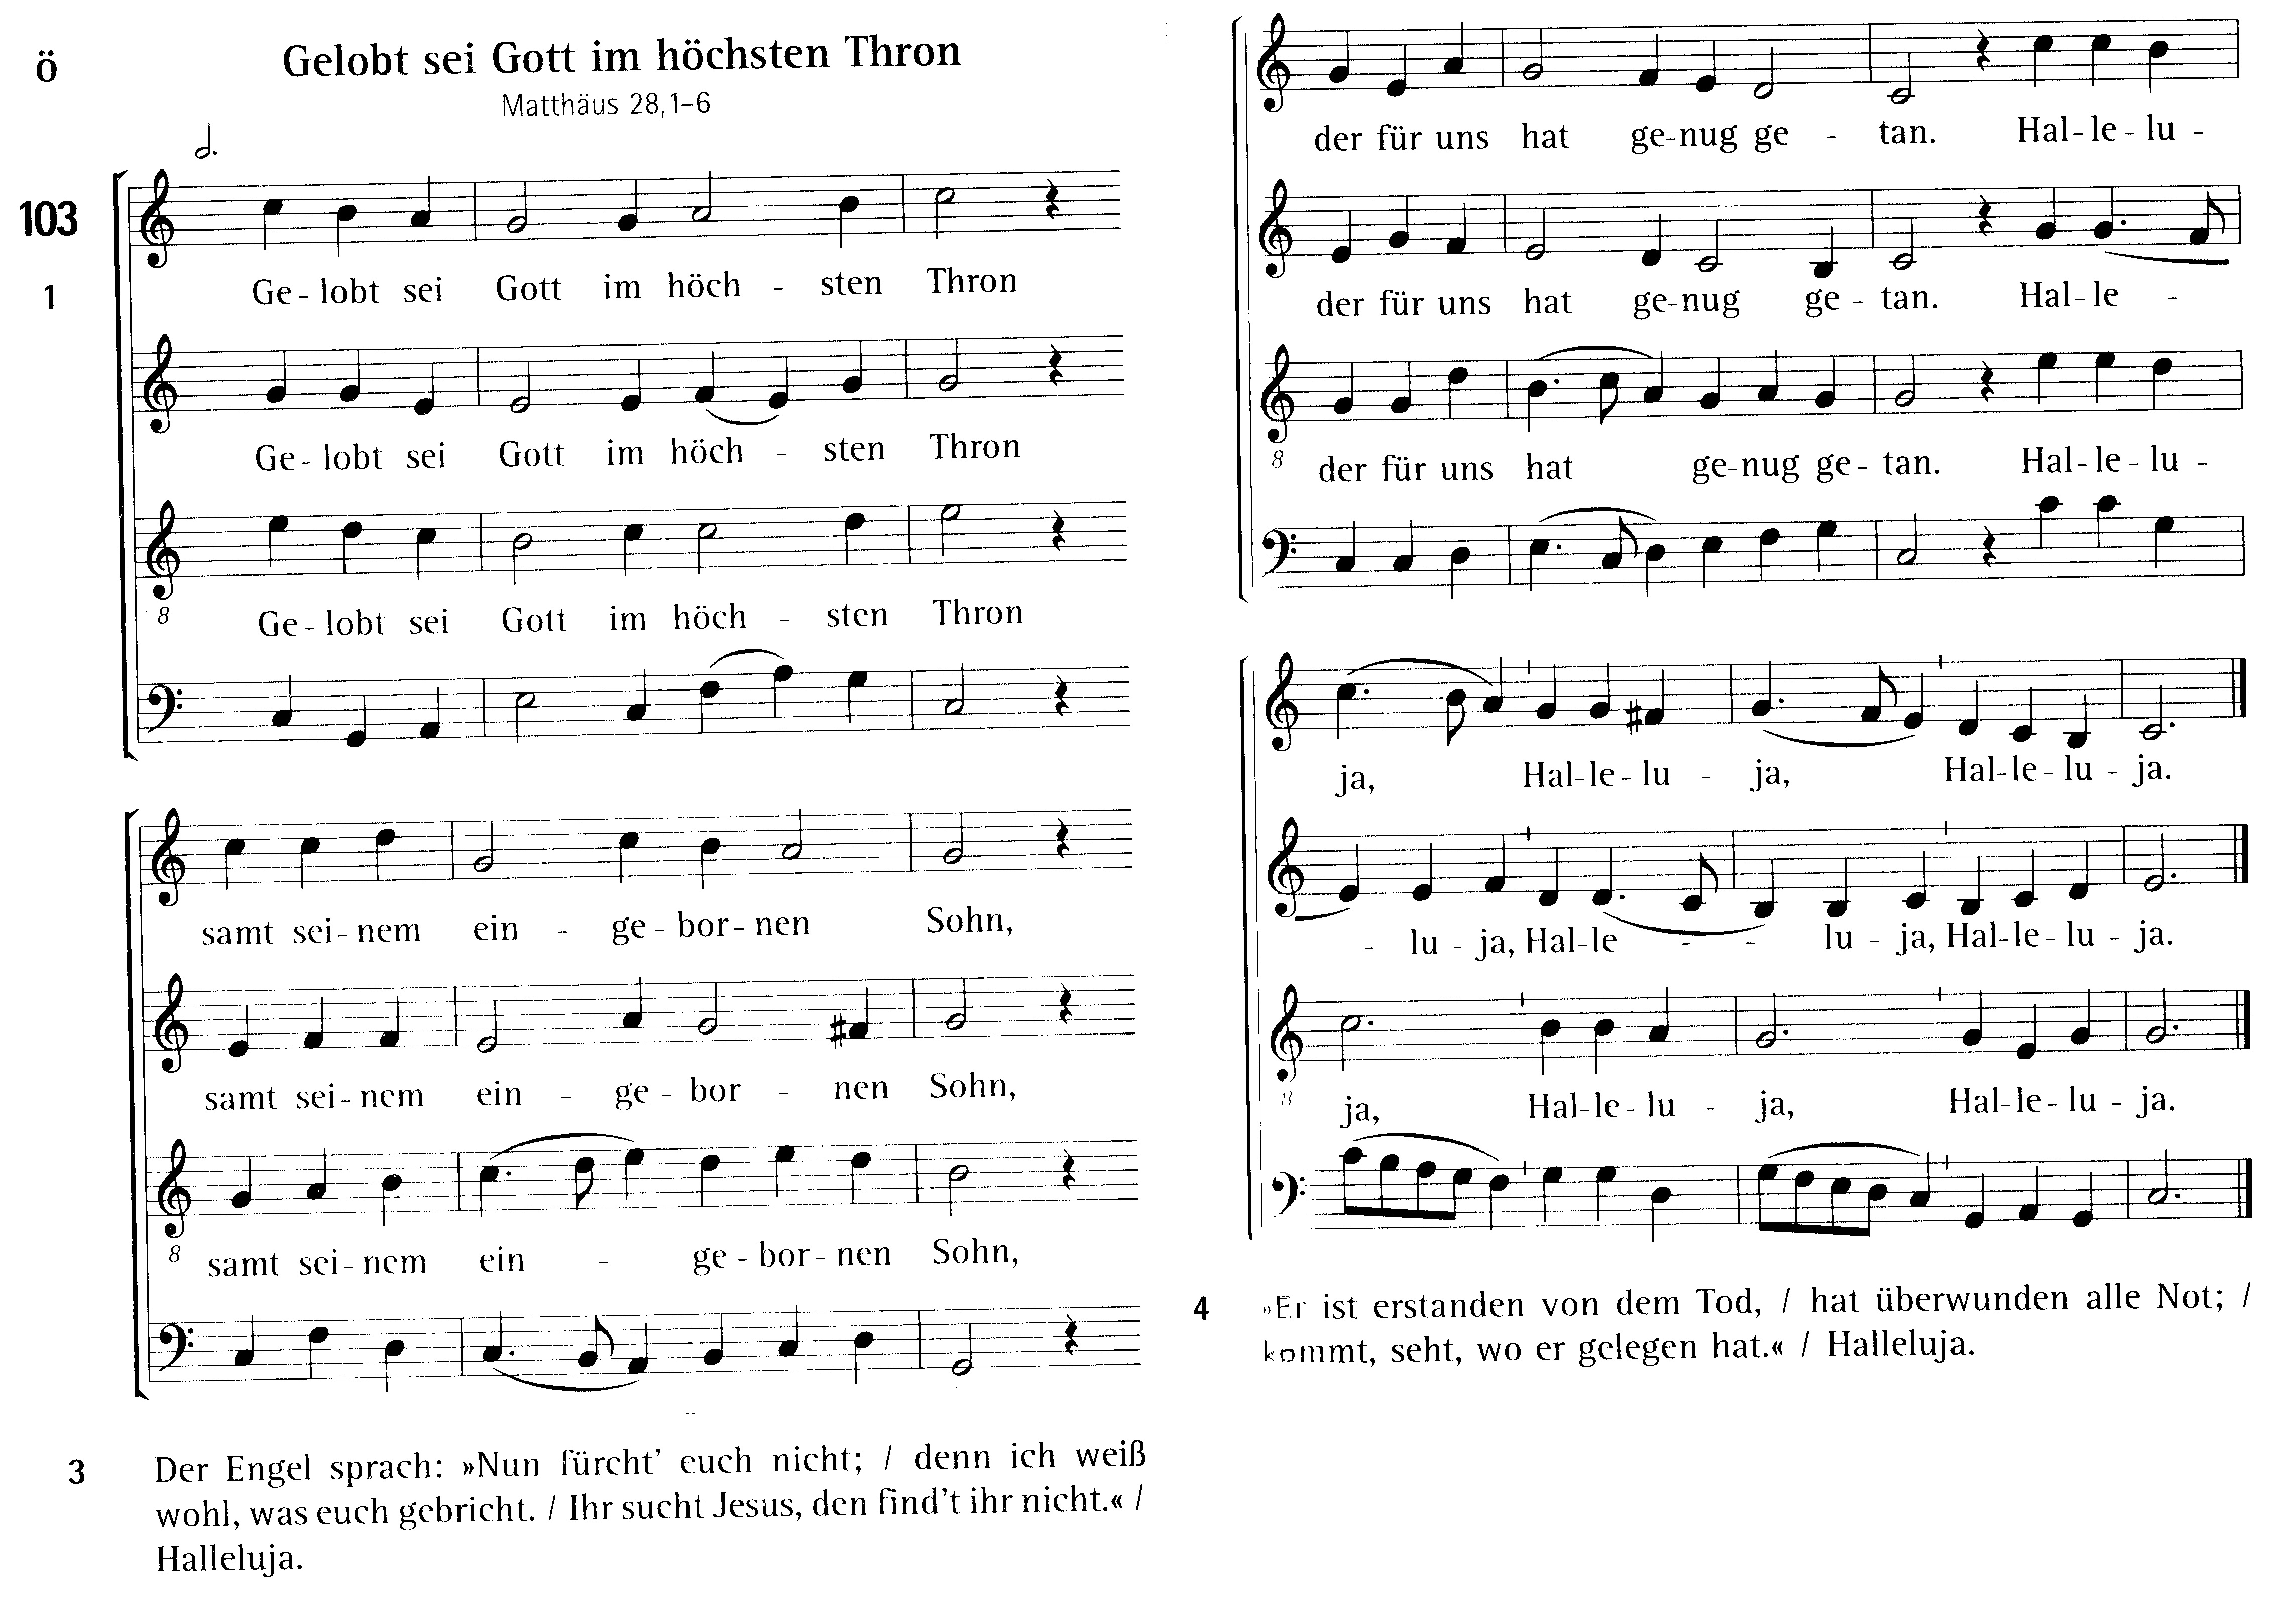 ö
Gelobt sei Gott im höchsten Thron
Matthäus 28,1–6
103
1
Ge - lobt sei Gott im höch - sten Thron
Ge - lobt sei Gott im höch - sten Thron
8
Ge - lobt sei Gott im höch - sten Thron
samt sei - nem ein - ge - bor - nen Sohn,
samt sei - nem ein - ge - bor - nen Sohn,
8
samt sei - nem ein - ge - bor - nen Sohn,
3
Der Engel sprach: »Nun fürcht’ euch nicht; / denn ich weiß
wohl, was euch gebricht. / Ihr sucht Jesus, den find’t ihr nicht.« /
Halleluja.
der für uns hat ge-nug ge - tan. Hal - le - lu -
der für uns hat ge-nug ge - tan. Hal - le -
8
der für uns hat ge-nug ge - tan. Hal - le - lu -
ja, Hal-le - lu - ja, Hal-le - lu - ja.
- lu - ja, Hal-le - - lu - ja, Hal-le - lu - ja.
8
ja, Hal-le - lu - ja, Hal-le - lu - ja.
4
»Er ist erstanden von dem Tod, / hat überwunden alle Not; /
kommt, seht, wo er gelegen hat.« / Halleluja.